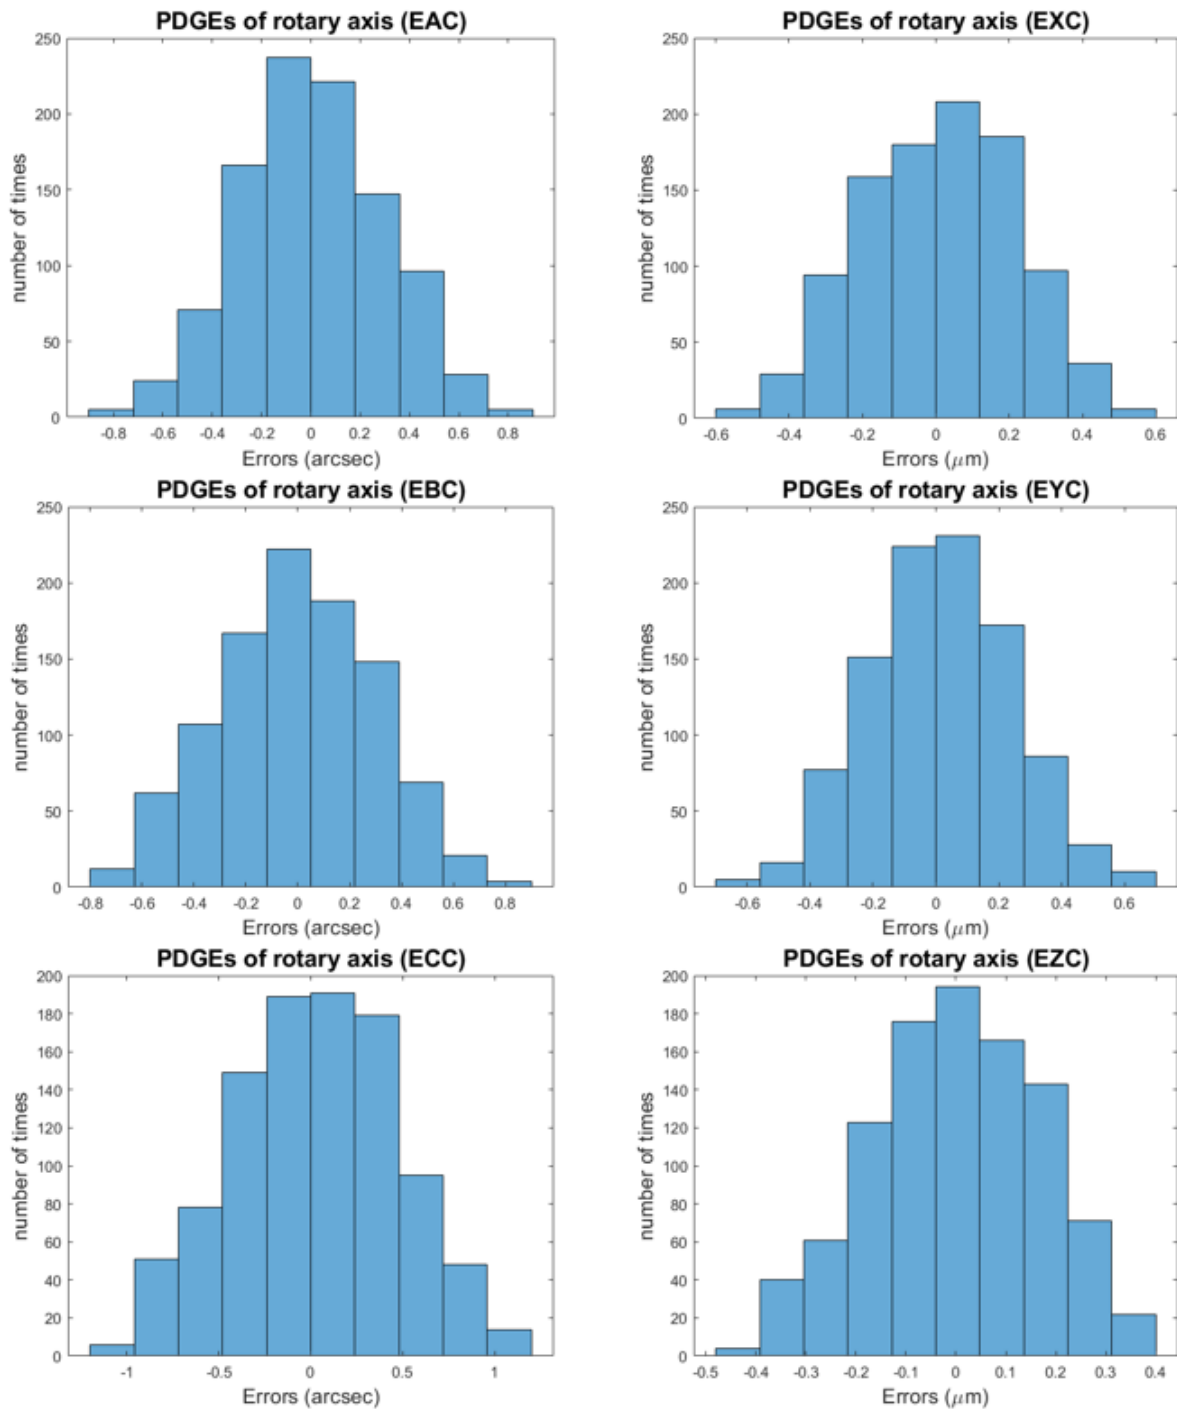 PDGEs of rotary axis (EAC)
250
200
150
100
50
0
-0.8 -0.6 -0.4 -0.2 0 0.2 0.4 0.6 0.8
Errors (arcsec)
number of times
PDGEs of rotary axis (EXC)
250
200
150
100
50
0
-0.6 -0.4 -0.2 0 0.2 0.4 0.6
Errors (μm)
number of times
PDGEs of rotary axis (EBC)
250
200
150
100
50
0
-0.8 -0.6 -0.4 -0.2 0 0.2 0.4 0.6 0.8
Errors (arcsec)
number of times
PDGEs of rotary axis (EYC)
250
200
150
100
50
0
-0.6 -0.4 -0.2 0 0.2 0.4 0.6
Errors (μm)
number of times
PDGEs of rotary axis (ECC)
200
180
160
140
120
100
80
60
40
20
0
-1 -0.5 0 0.5 1
Errors (arcsec)
number of times
PDGEs of rotary axis (EZC)
200
180
160
140
120
100
80
60
40
20
0
-0.5 -0.4 -0.3 -0.2 -0.1 0 0.1 0.2 0.3 0.4
Errors (μm)
number of times